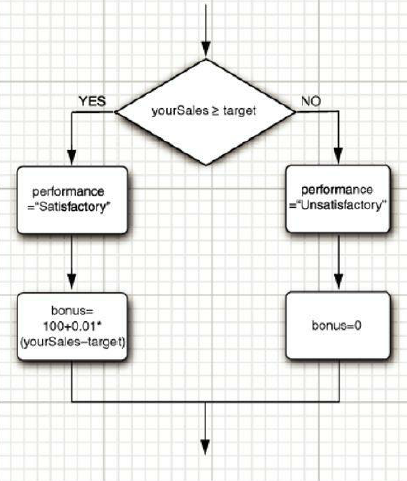 yourSales ≥ target
YES
NO
performance
="Satisfactory"
performance
="Unsatisfactory"
bonus=
100+0.01*
(yourSales–target)
bonus=0